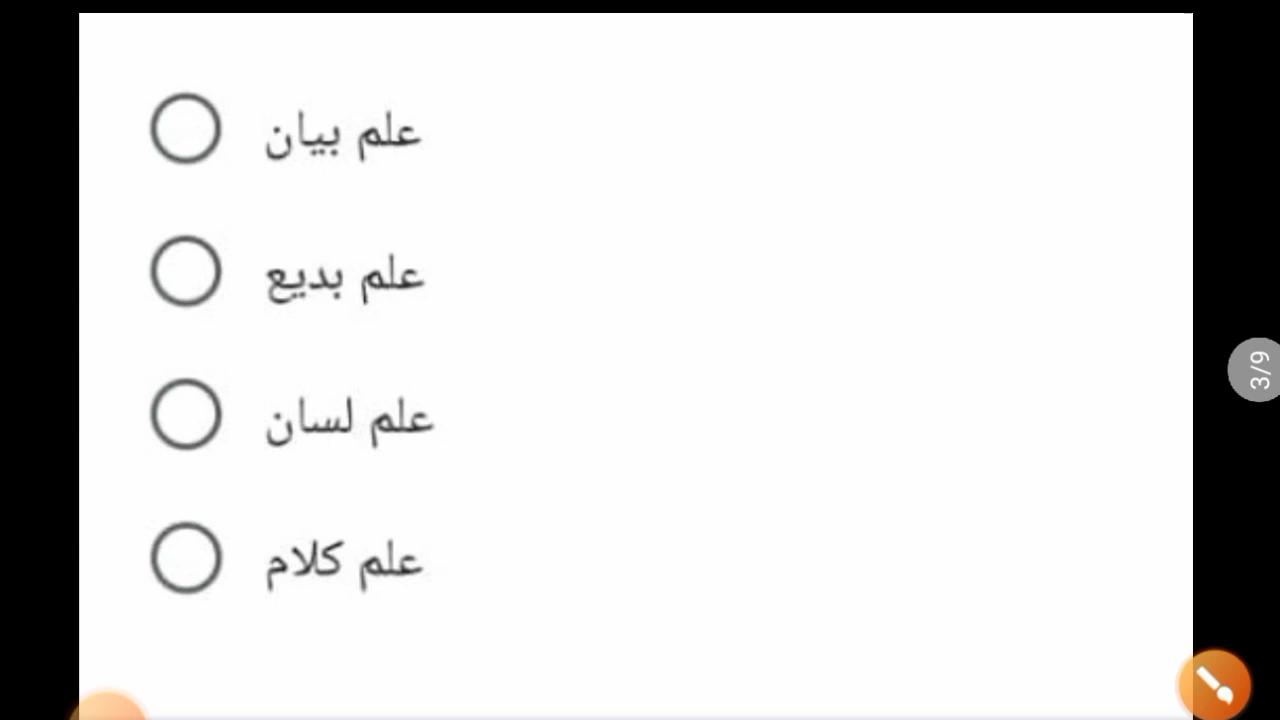 علم بیان
علم بدیع
علم لسان
3/9
علم کلام